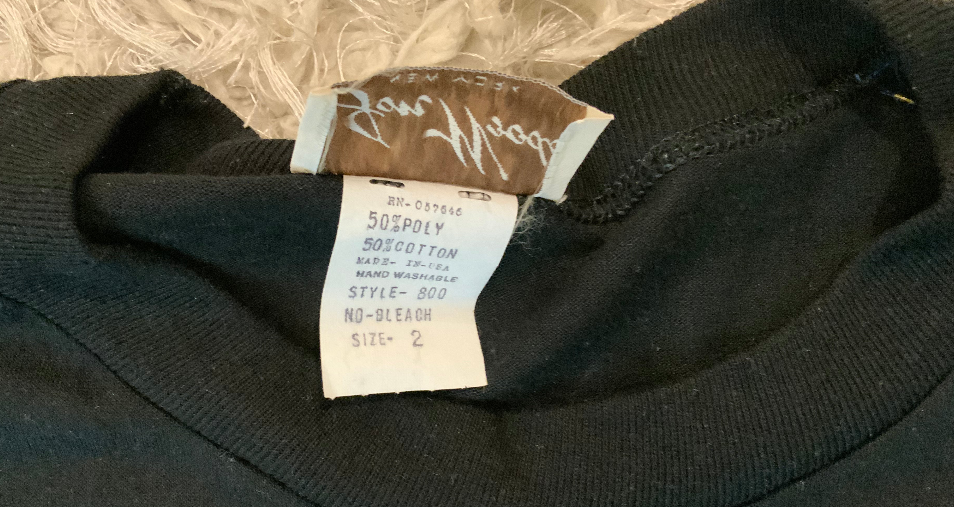 RN-057646
50%POLY
50%COTTON
MADE- IN-USA
HAND WASHABLE
STYLE- 800
NO-BLEACH
SIZE- 2